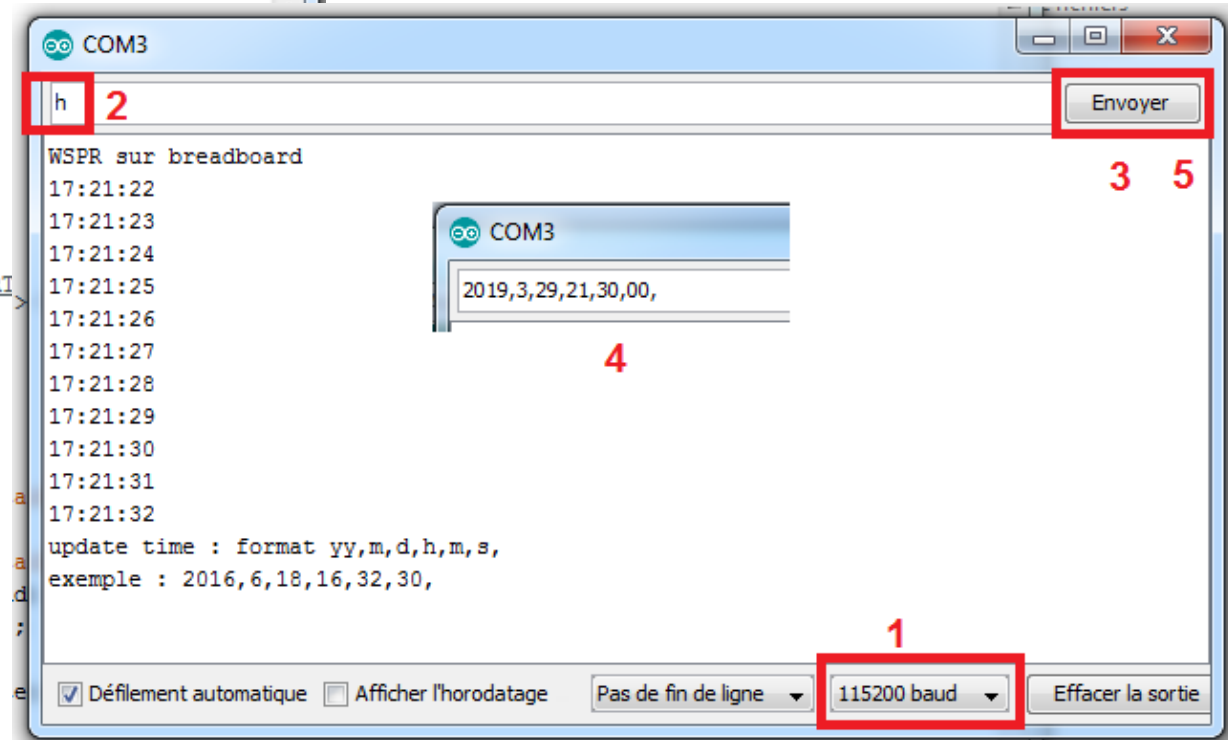 COM3
h
2
Envoyer
3 5
WSPR sur breadboard
17:21:22
17:21:23
17:21:24
17:21:25
17:21:26
17:21:27
17:21:28
17:21:29
17:21:30
17:21:31
17:21:32
update time : format yy,m,d,h,m,s,
exemple : 2016,6,18,16,32,30,
COM3
2019,3,29,21,30,00,
4
1
Défilement automatique Afficher l'horodatage Pas de fin de ligne 115200 baud Effacer la sortie